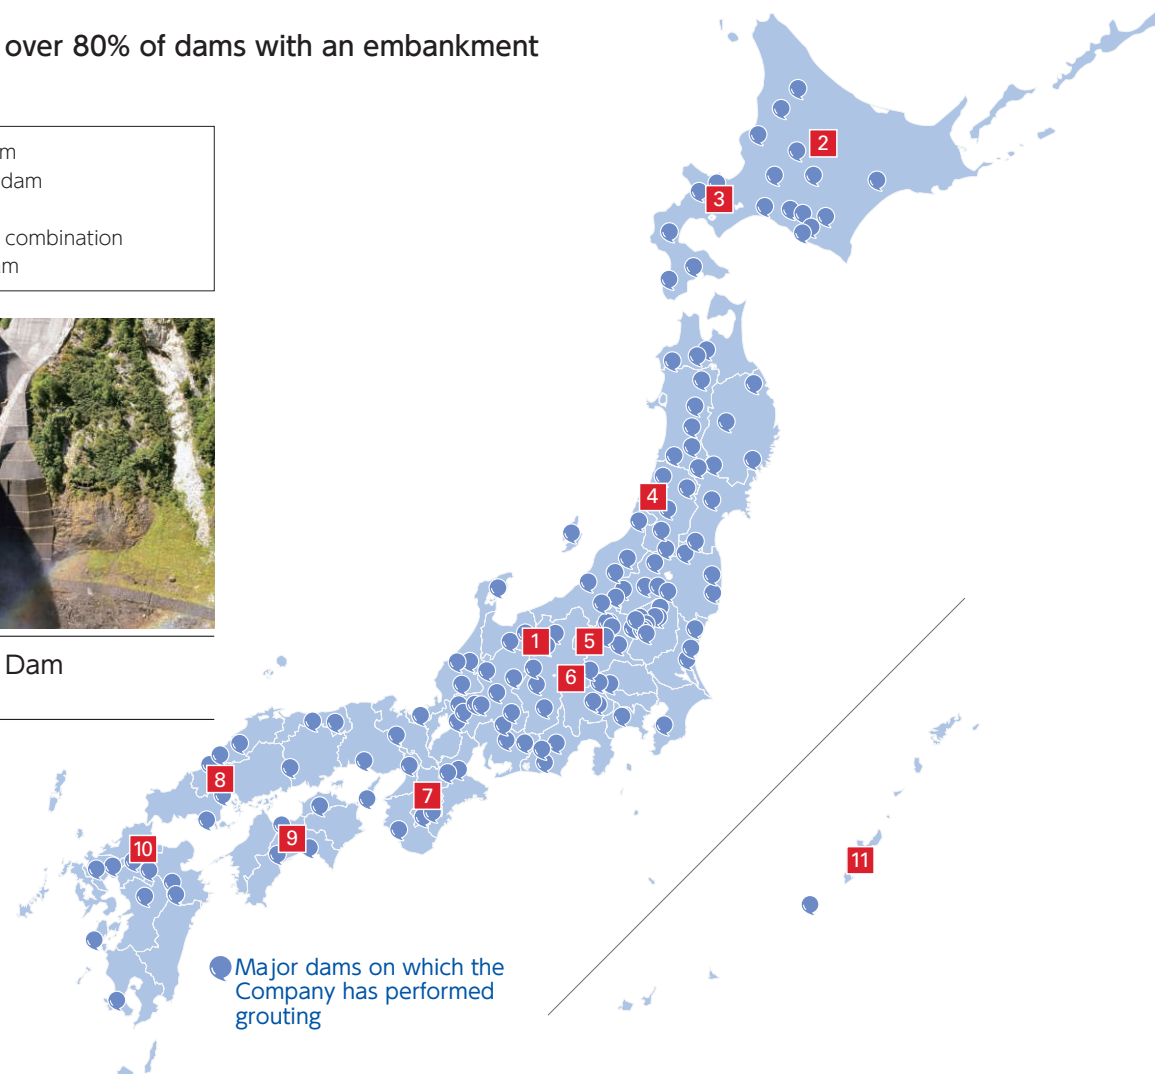 over 80% of dams with an embankment
dam
combination
Dam
2
3
4
1
5
6
8
7
9
10
11
Major dams on which the
Company has performed
grouting